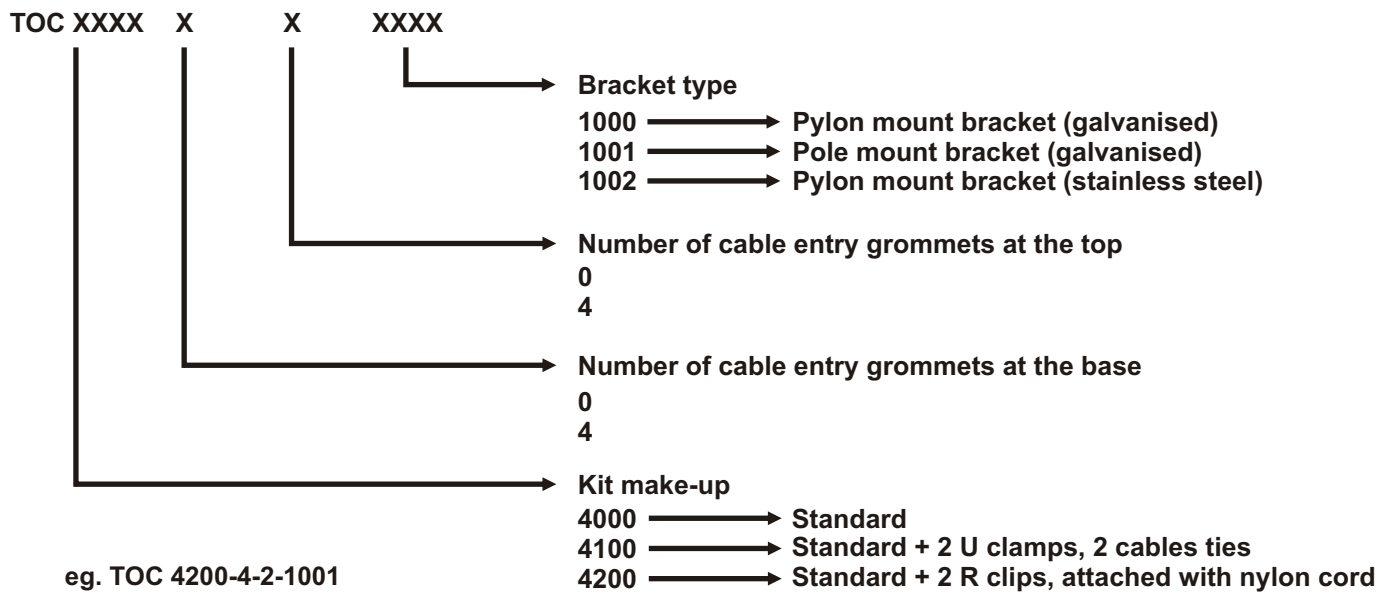 TOC XXXX X X XXXX
Bracket type
1000 Pylon mount bracket (galvanised)
1001 Pole mount bracket (galvanised)
1002 Pylon mount bracket (stainless steel)
Number of cable entry grommets at the top
0
4
Number of cable entry grommets at the base
0
4
Kit make-up
4000 Standard
4100 Standard + 2 U clamps, 2 cables ties
4200 Standard + 2 R clips, attached with nylon cord
eg. TOC 4200-4-2-1001